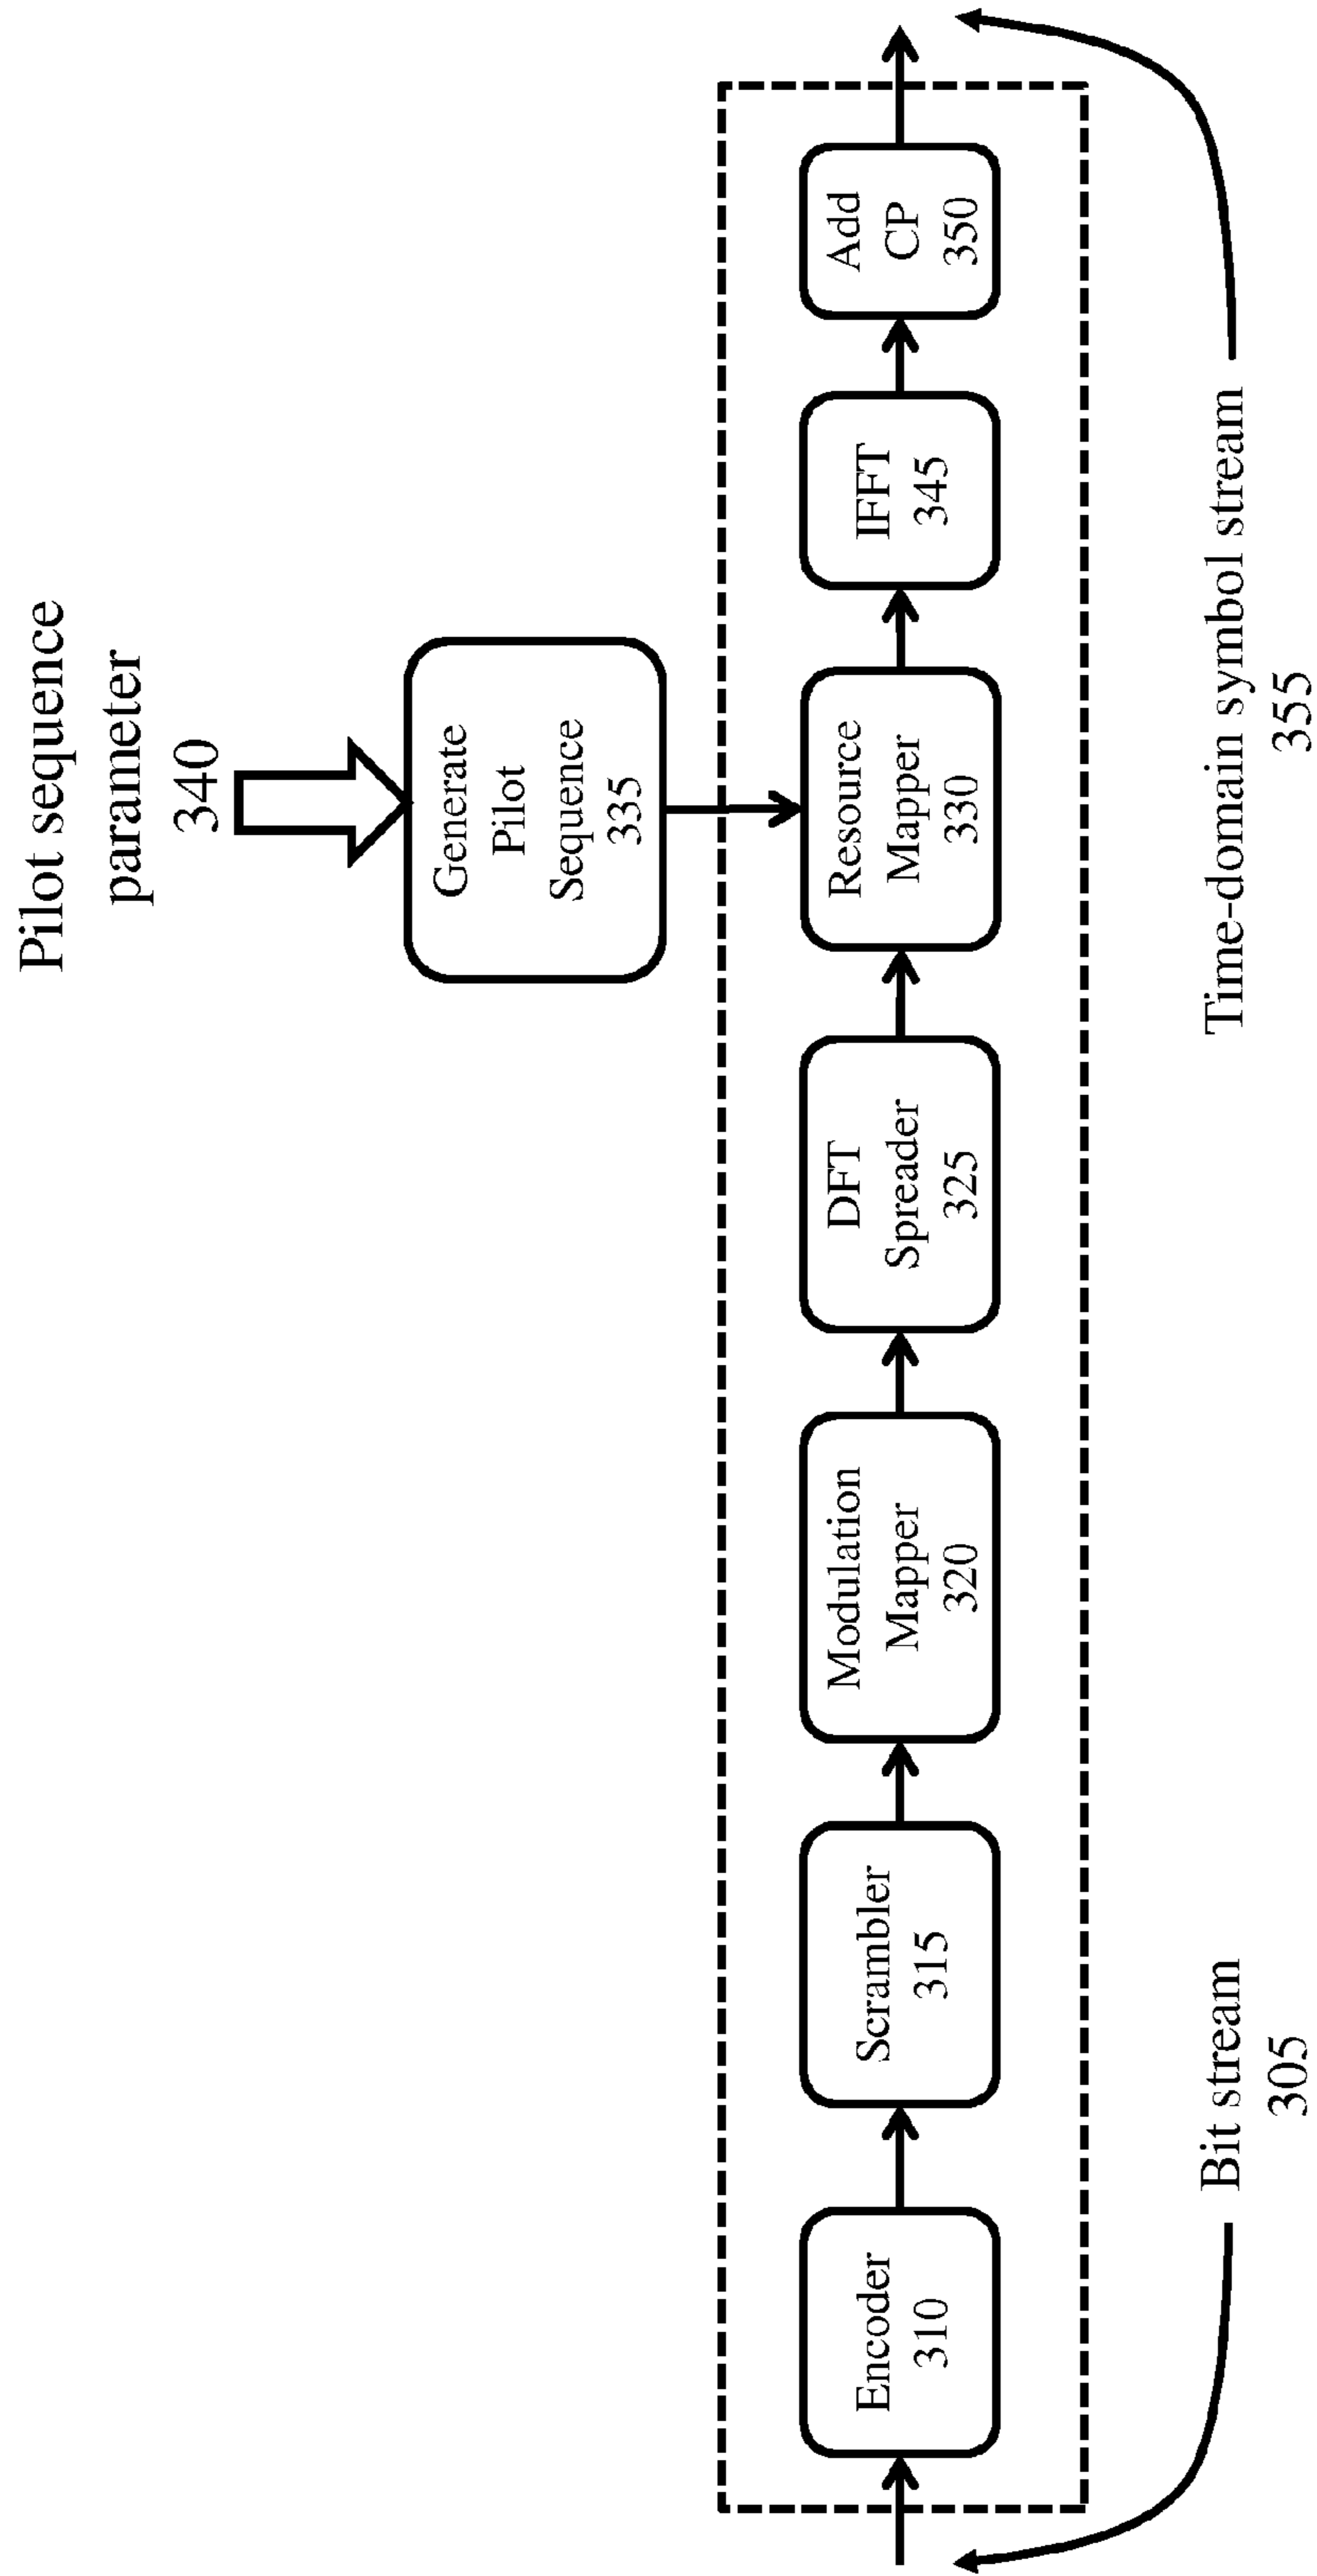 Pilot sequence
parameter
340
Generate
Pilot
Sequence
335
Encoder
310
Scrambler
315
Modulation
Mapper
320
DFT
Spreader
325
Resource
Mapper
330
IFFT
345
Add
CP
350
Bit stream
305
Time-domain symbol stream
355